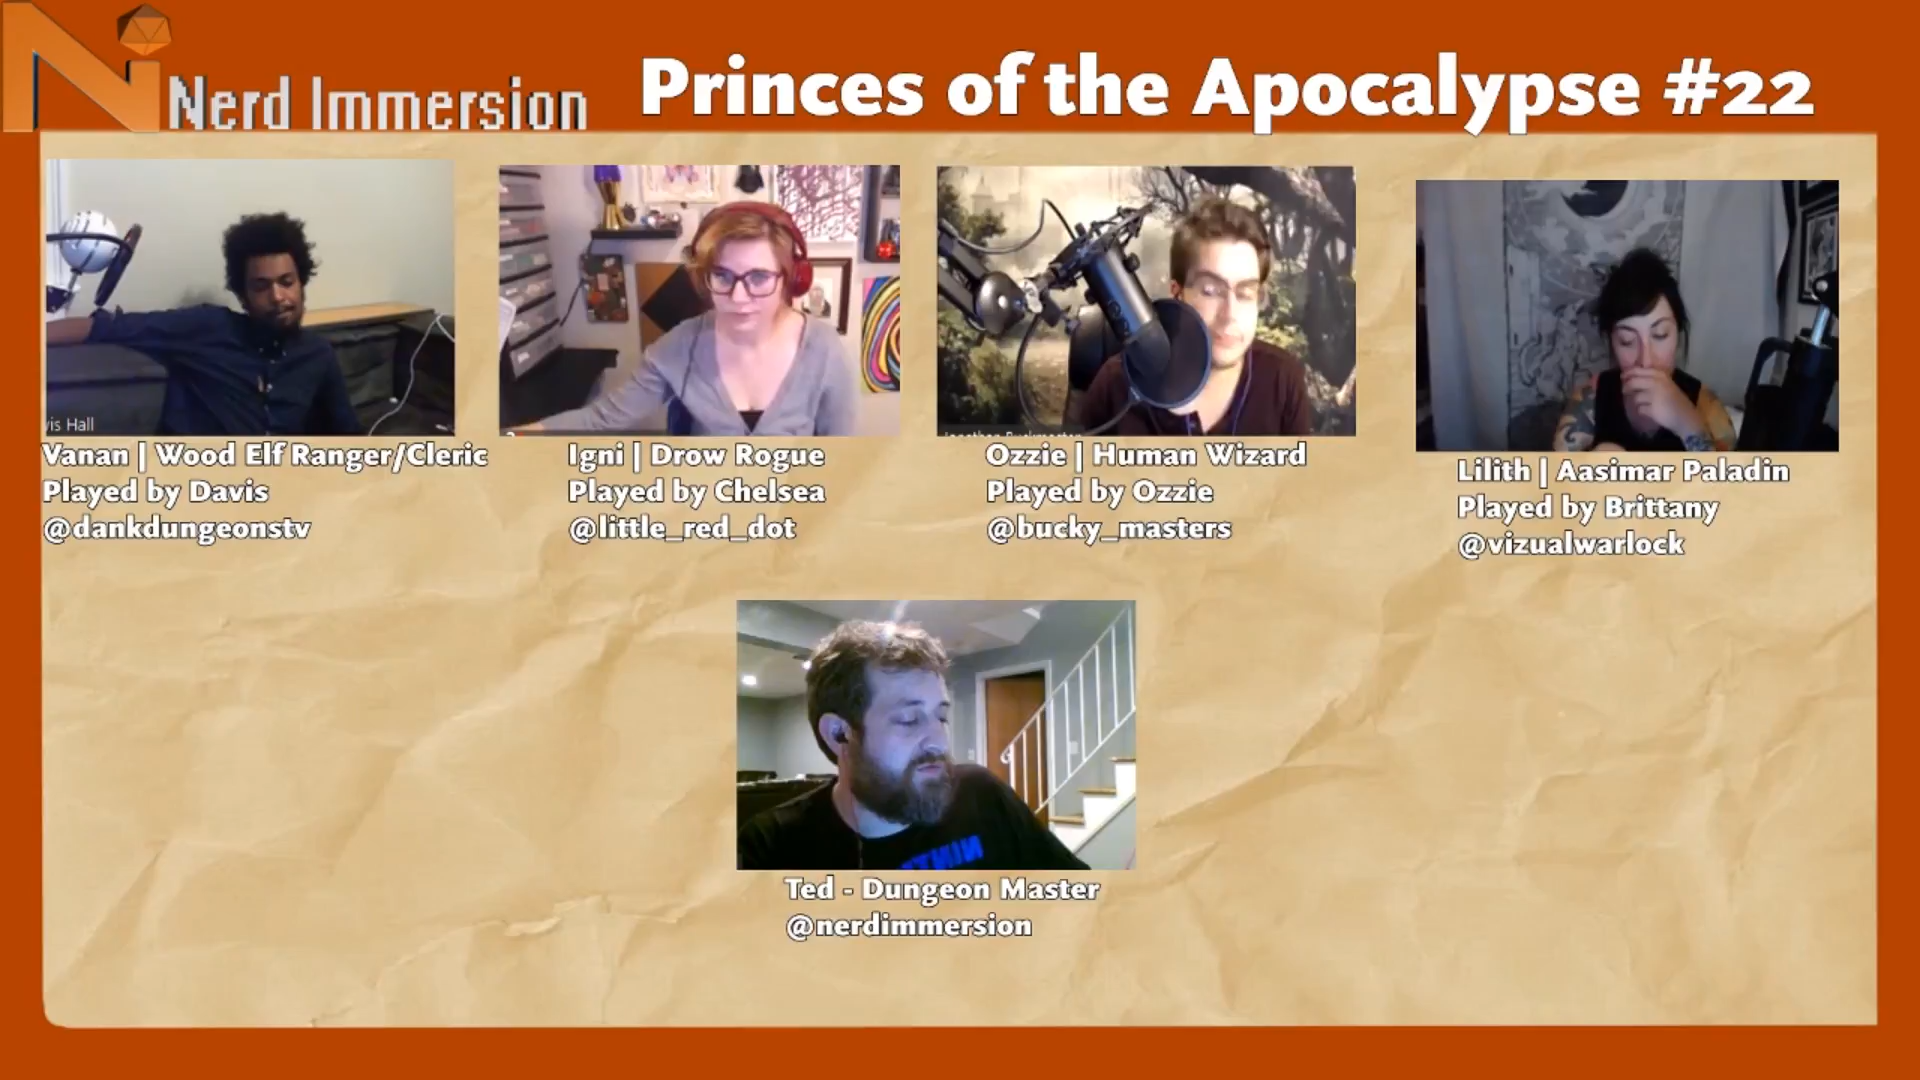 Nerd Immersion
Princes of the Apocalypse #22
vis Hall
Vanan | Wood Elf Ranger/Cleric
Played by Davis
@dankdungeonstv
Igni | Drow Rogue
Played by Chelsea
@little_red_dot
Ozzie | Human Wizard
Played by Ozzie
@bucky_masters
Lilith | Aasimar Paladin
Played by Brittany
@vizualwarlock
Ted - Dungeon Master
@nerdimmersion